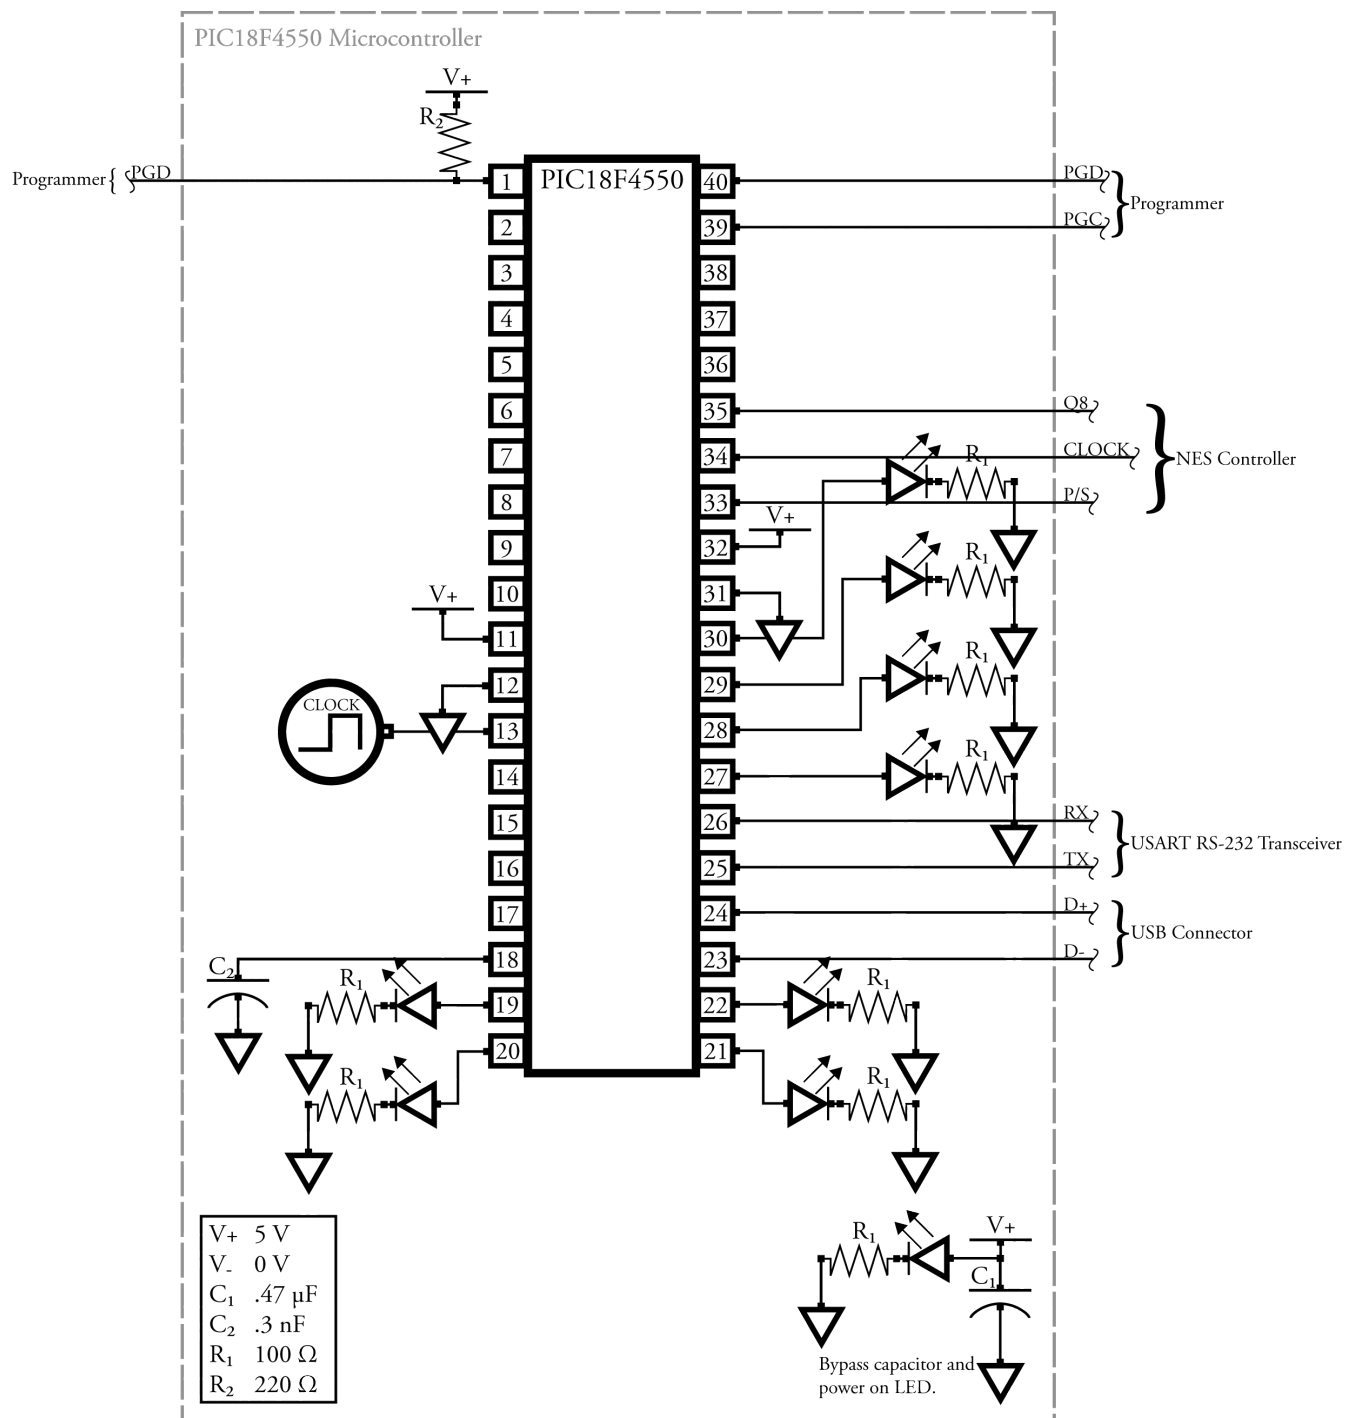 PIC18F4550 Microcontroller
V+
R₂
Programmer { PGD
PIC18F4550
1
2
3
4
5
6
7
8
9
10
11
12
13
14
15
16
17
18
19
20
40
39
38
37
36
35
34
33
32
31
30
29
28
27
26
25
24
23
22
21
PGD
PGC
Programmer
Q8
CLOCK
P/S
NES Controller
R₁
V+
R₁
R₁
R₁
V+
CLOCK
RX
TX
USART RS-232 Transceiver
D+
D-
USB Connector
C₂
R₁
R₁
R₁
R₁
V+ 5 V
V₋ 0 V
C₁ .47 µF
C₂ .3 nF
R₁ 100 Ω
R₂ 220 Ω
R₁
V+
C₁
Bypass capacitor and
power on LED.